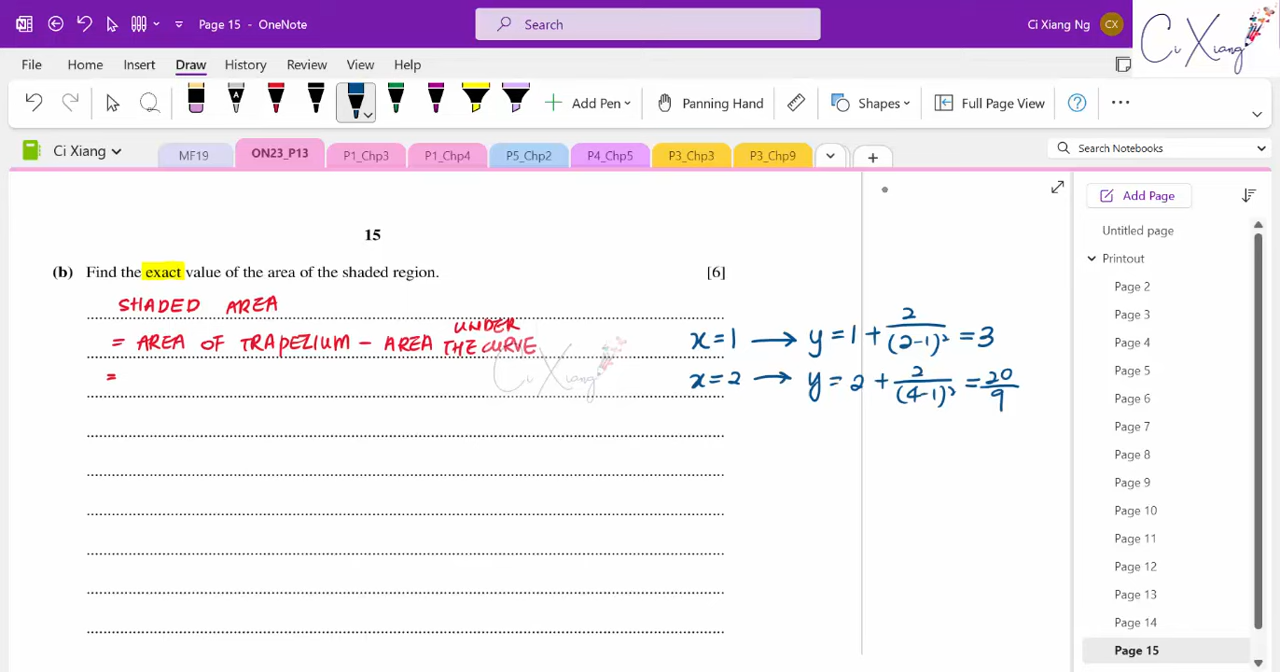 Page 15 - OneNote
Search
Ci Xiang Ng
CX
Ci Xiang
File
Home
Insert
Draw
History
Review
View
Help
A
Add Pen
Panning Hand
Shapes
Full Page View
?
Ci Xiang
MF19
ON23_P13
P1_Chp3
P1_Chp4
P5_Chp2
P4_Chp5
P3_Chp3
P3_Chp9
+
Search Notebooks
Add Page
Untitled page
Printout
Page 2
Page 3
Page 4
Page 5
Page 6
Page 7
Page 8
Page 9
Page 10
Page 11
Page 12
Page 13
Page 14
Page 15
15
(b) Find the exact value of the area of the shaded region. [6]
SHADED AREA
= AREA OF TRAPEZIUM - AREA UNDER THE CURVE
=
Ci Xiang
x=1 → y=1+2/(2-1)²=3
x=2 → y=2+2/(4-1)²=20/9